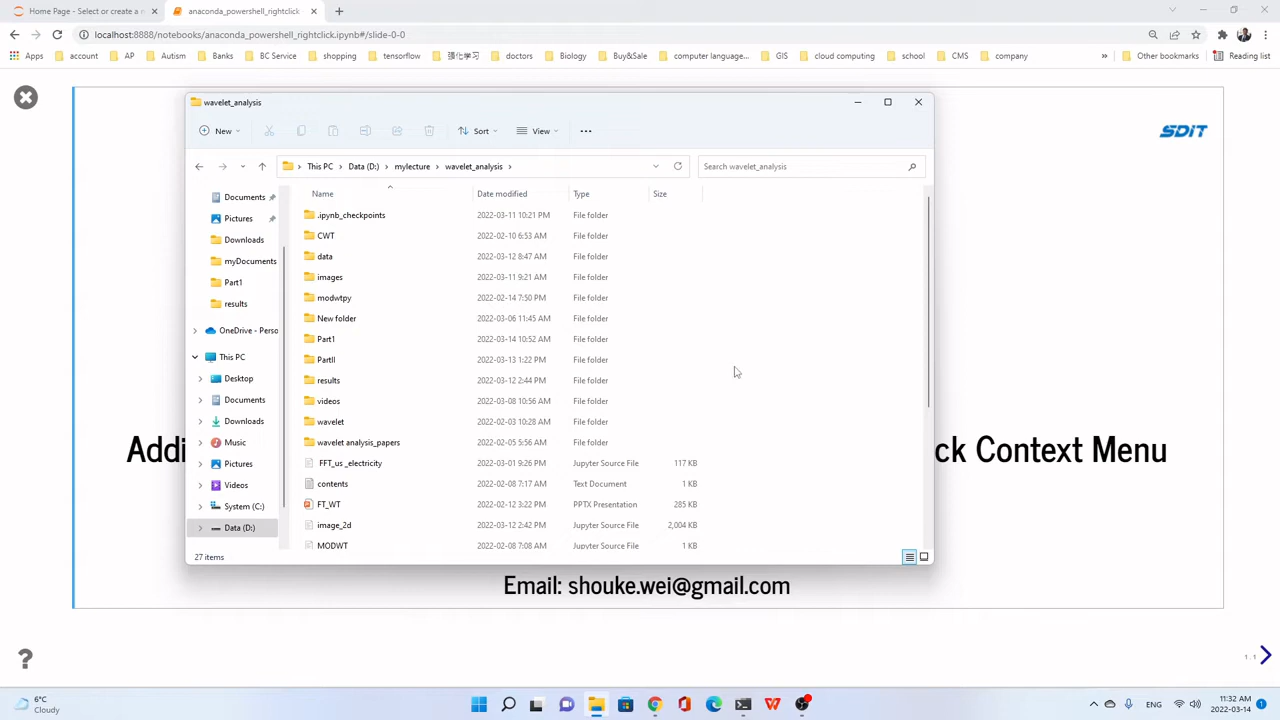 Home Page - Select or create a n
anaconda_powershell_rightclick
localhost:8888/notebooks/anaconda_powershell_rightclick.ipynb#/slide-0-0
Apps account AP Autism Banks BC Service shopping tensorflow 强化学习 doctors Biology Buy&Sale computer language... GIS cloud computing school CMS company » Other bookmarks Reading list
SDiT
wavelet_analysis
New Sort View
This PC Data (D:) mylecture wavelet_analysis
Search wavelet_analysis
Name Date modified Type Size
Documents
Pictures
Downloads
myDocuments
Part1
results
OneDrive - Perso
This PC
Desktop
Documents
Downloads
Music
Pictures
Videos
System (C:)
Data (D:)
.ipynb_checkpoints 2022-03-11 10:21 PM File folder
CWT 2022-02-10 6:53 AM File folder
data 2022-03-12 8:47 AM File folder
images 2022-03-11 9:21 AM File folder
modwtpy 2022-02-14 7:50 PM File folder
New folder 2022-03-06 11:45 AM File folder
Part1 2022-03-14 10:52 AM File folder
PartII 2022-03-13 1:22 PM File folder
results 2022-03-12 2:44 PM File folder
videos 2022-03-08 10:56 AM File folder
wavelet 2022-02-03 10:28 AM File folder
wavelet analysis_papers 2022-02-05 5:56 AM File folder
FFT_us _electricity 2022-03-01 9:26 PM Jupyter Source File 117 KB
contents 2022-02-08 7:17 AM Text Document 1 KB
FT_WT 2022-02-12 3:22 PM PPTX Presentation 285 KB
image_2d 2022-03-12 2:42 PM Jupyter Source File 2,004 KB
MODWT 2022-02-08 7:08 AM Jupyter Source File 1 KB
27 items
Addi
ck Context Menu
Email: shouke.wei@gmail.com
?
1.1
6°C
Cloudy
ENG
11:32 AM
2022-03-14